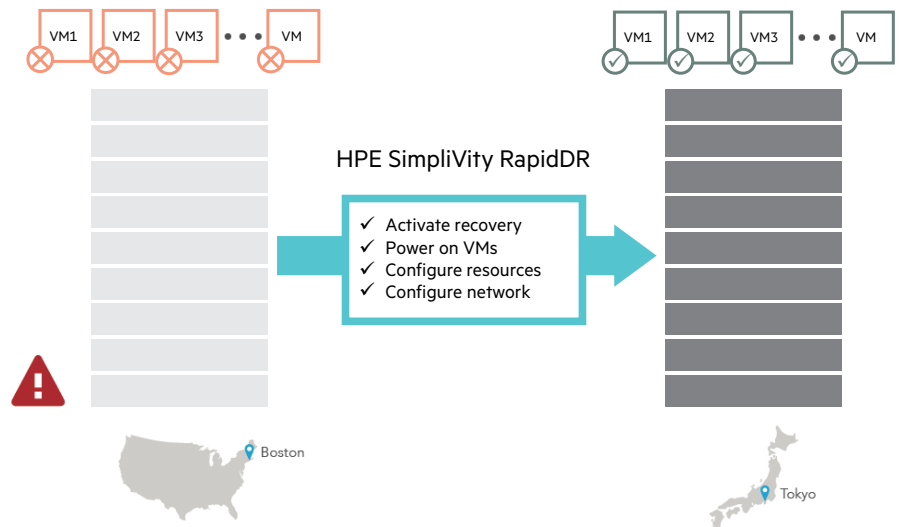 VM1 VM2 VM3 VM
VM1 VM2 VM3 VM
HPE SimpliVity RapidDR
✓ Activate recovery
✓ Power on VMs
✓ Configure resources
✓ Configure network
Boston
Tokyo